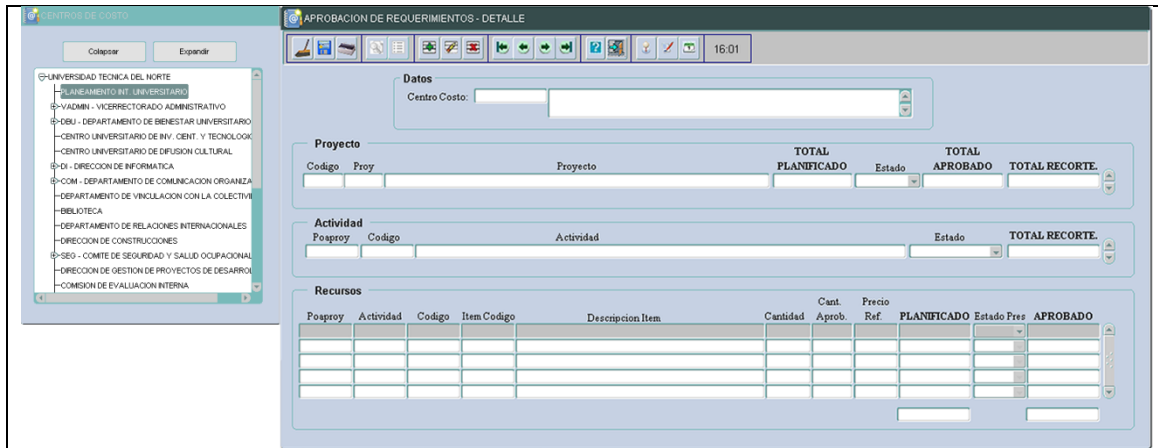 CENTROS DE COSTO
Colapsar Expandir
UNIVERSIDAD TECNICA DEL NORTE
PLANEAMIENTO INT. UNIVERSITARIO
VADMIN - VICERRECTORADO ADMINISTRATIVO
DBU - DEPARTAMENTO DE BIENESTAR UNIVERSITARIO
CENTRO UNIVERSITARIO DE INV. CIENT. Y TECNOLOGIC
CENTRO UNIVERSITARIO DE DIFUSION CULTURAL
DI - DIRECCION DE INFORMATICA
COM - DEPARTAMENTO DE COMUNICACION ORGANIZA
DEPARTAMENTO DE VINCULACION CON LA COLECTIVI
BIBLIOTECA
DEPARTAMENTO DE RELACIONES INTERNACIONALES
DIRECCION DE CONSTRUCCIONES
SEG - COMITE DE SEGURIDAD Y SALUD OCUPACIONAL
DIRECCION DE GESTION DE PROYECTOS DE DESARROL
COMISION DE EVALUACION INTERNA
APROBACION DE REQUERIMIENTOS - DETALLE
16:01
Datos
Centro Costo:
Proyecto
Codigo Proy Proyecto TOTAL PLANIFICADO Estado TOTAL APROBADO TOTAL RECORTE.
Actividad
Poaproy Codigo Actividad Estado TOTAL RECORTE.
Recursos
Poaproy Actividad Codigo Item Codigo Descripcion Item Cantidad Cant. Aprob. Precio Ref. PLANIFICADO Estado Pres APROBADO